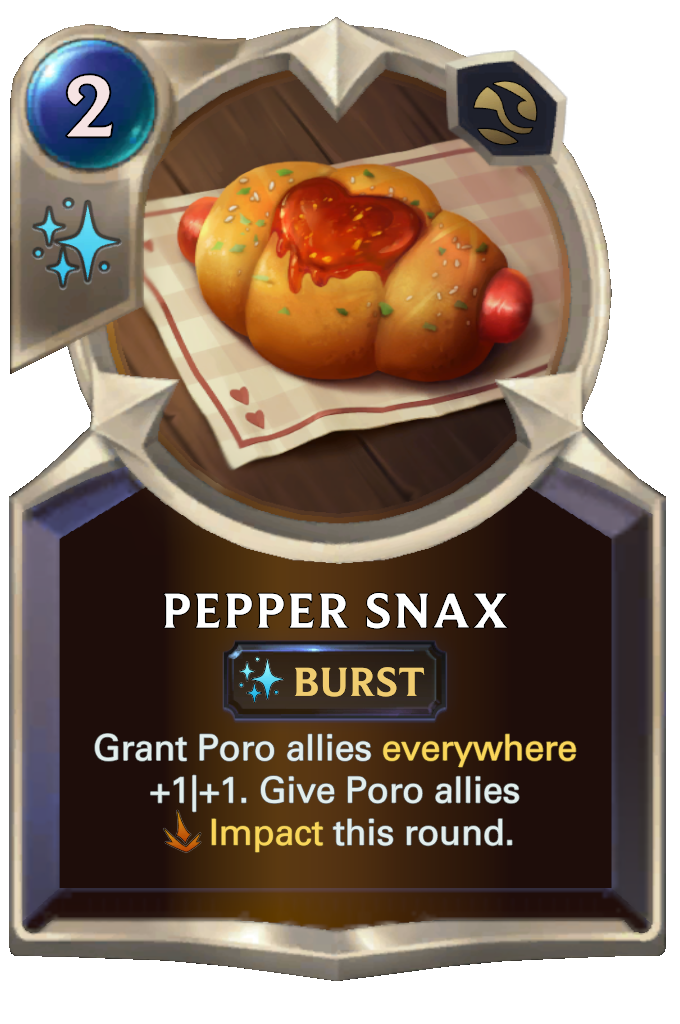 2
PEPPER SNAX
BURST
Grant Poro allies everywhere
+1|+1. Give Poro allies
Impact this round.